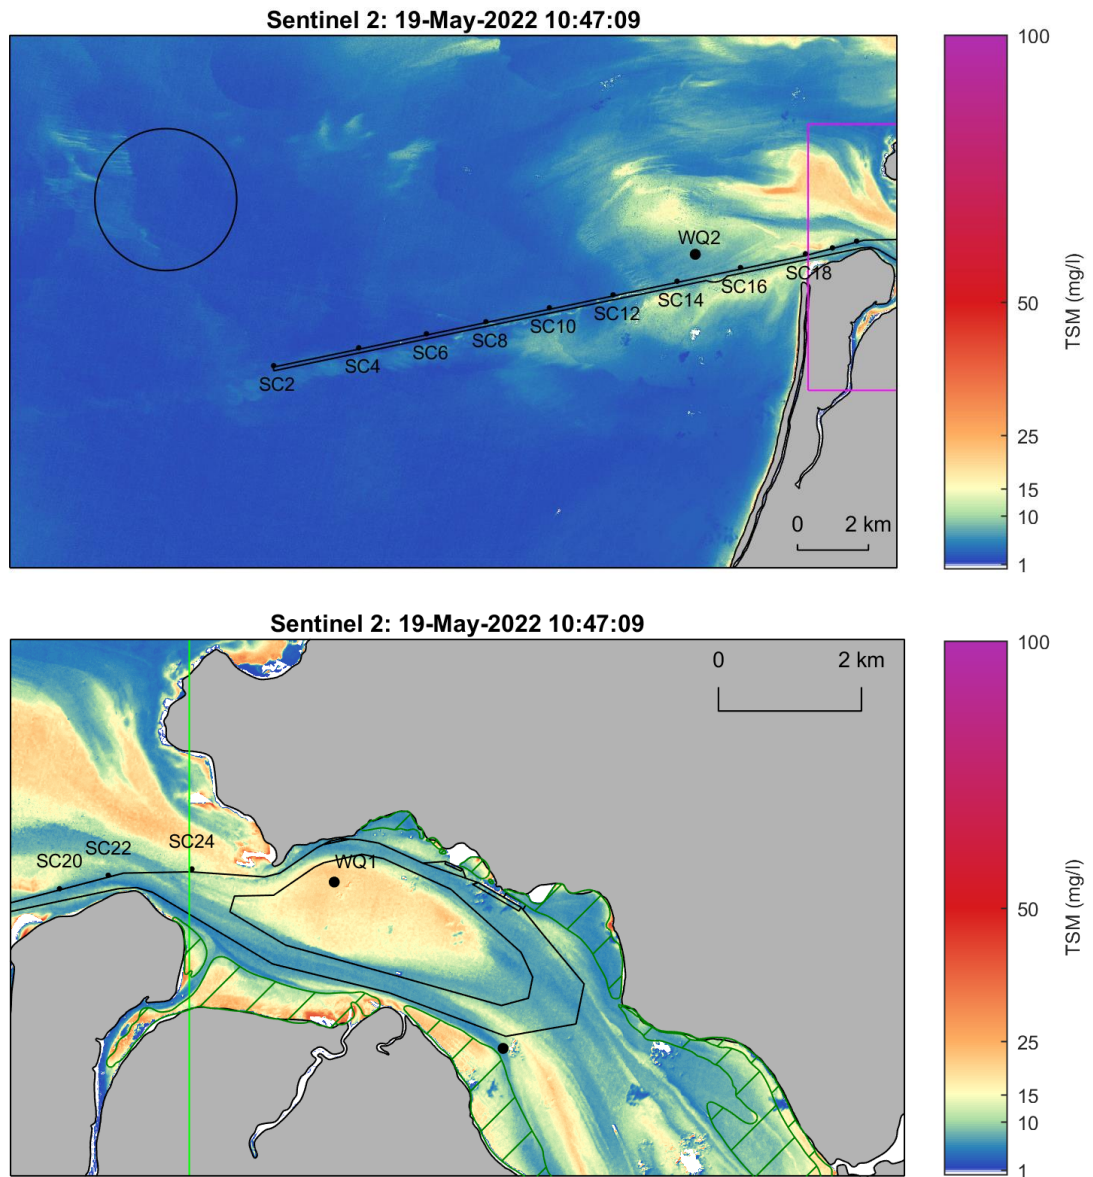 Sentinel 2: 19-May-2022 10:47:09
100
WQ2
SC18
SC16
SC14
50
SC12
SC10
SC8
SC6
SC4
SC2
TSM (mg/l)
25
15
10
0 2 km
1
Sentinel 2: 19-May-2022 10:47:09
100
0 2 km
SC24
SC22
SC20
WQ1
50
TSM (mg/l)
25
15
10
1